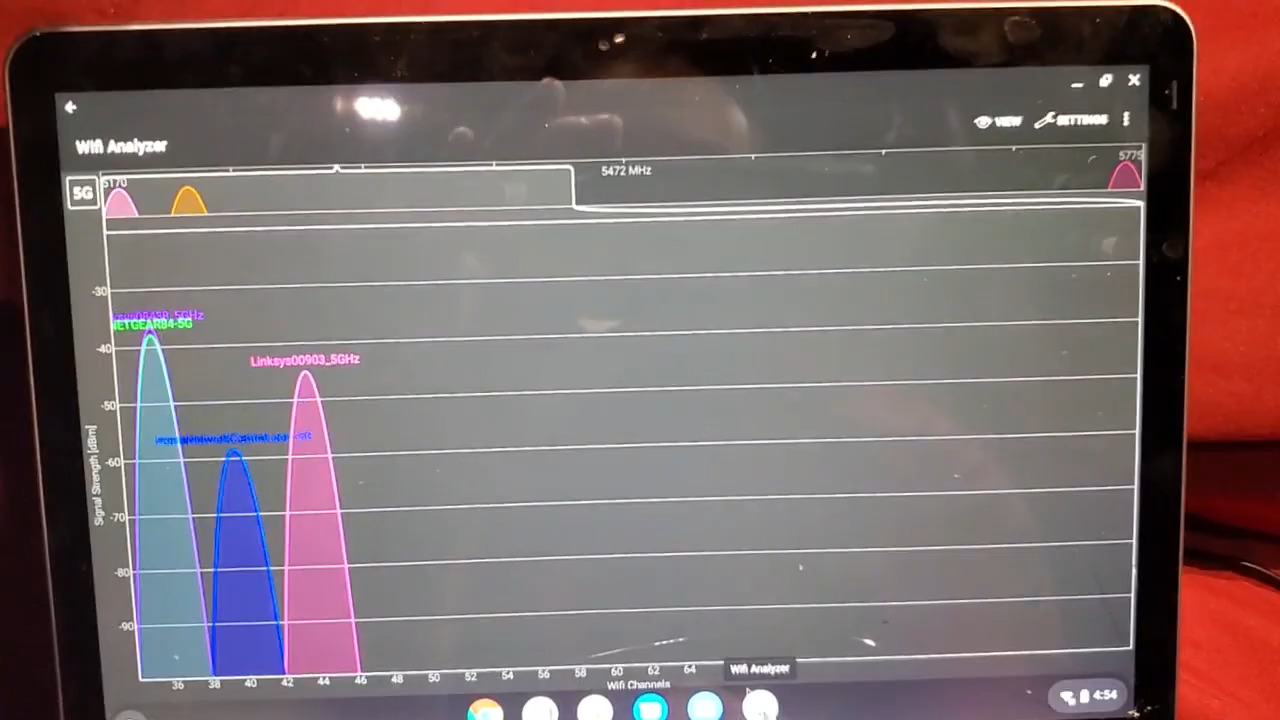 VIEW SETTINGS
Wifi Analyzer
5G
5170
5472 MHz
5775
-30
NETGEAR84-5G
-40
Linksys00903_5GHz
-50
-60
-70
-80
-90
Signal Strength [dBm]
36 38 40 42 44 46 48 50 52 54 56 58 60 62 64
Wifi Channels
Wifi Analyzer
4:54